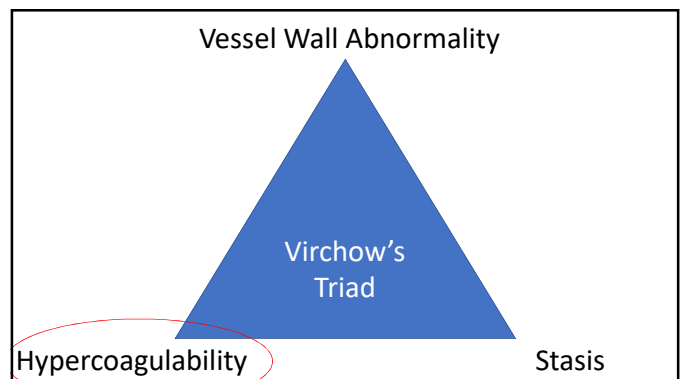 Vessel Wall Abnormality
Virchow’s
Triad
Hypercoagulability
Stasis